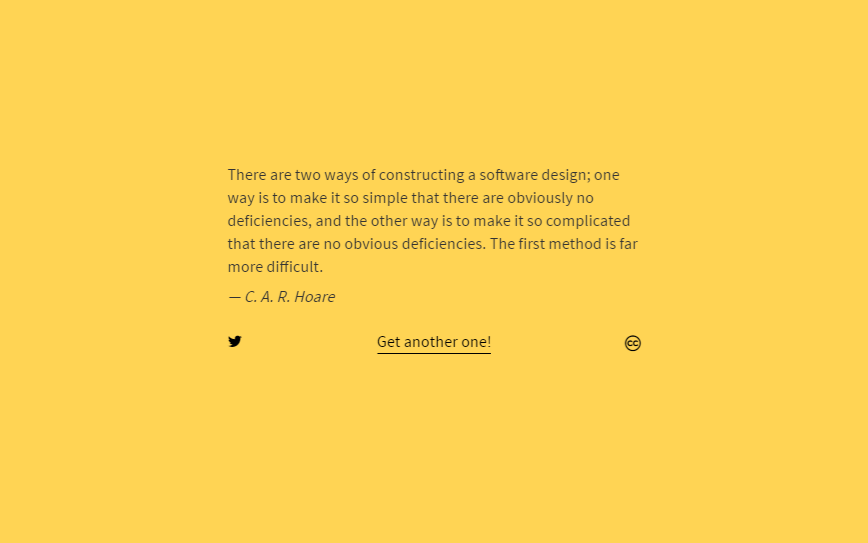 There are two ways of constructing a software design; one
way is to make it so simple that there are obviously no
deficiencies, and the other way is to make it so complicated
that there are no obvious deficiencies. The first method is far
more difficult.
— C. A. R. Hoare
Get another one!
cc